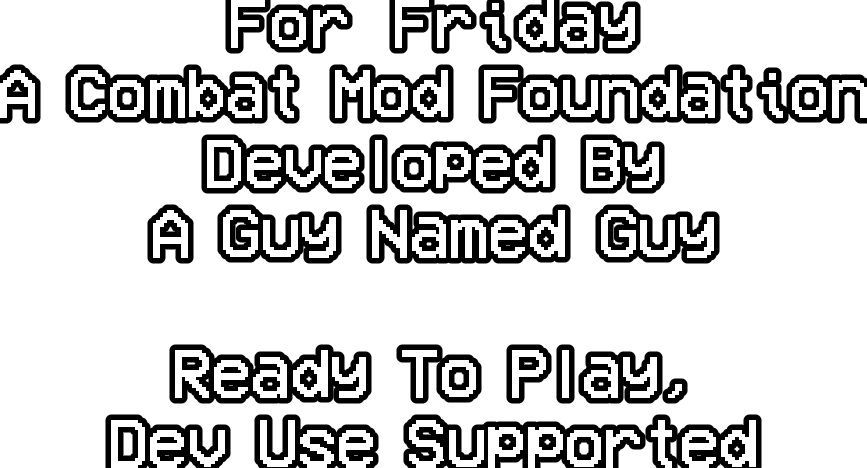 For Friday
A Combat Mod Foundation
Developed By
A Guy Named Guy
Ready To Play,
Dev Use Supported